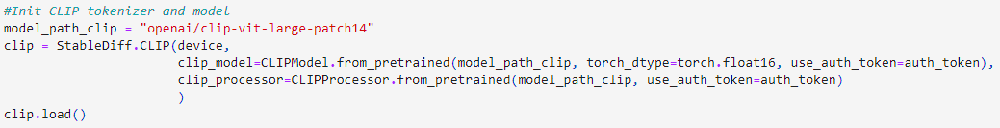 #Init CLIP tokenizer and model
model_path_clip = "openai/clip-vit-large-patch14"
clip = StableDiff.CLIP(device,
clip_model=CLIPModel.from_pretrained(model_path_clip, torch_dtype=torch.float16, use_auth_token=auth_token),
clip_processor=CLIPProcessor.from_pretrained(model_path_clip, use_auth_token=auth_token)
)
clip.load()